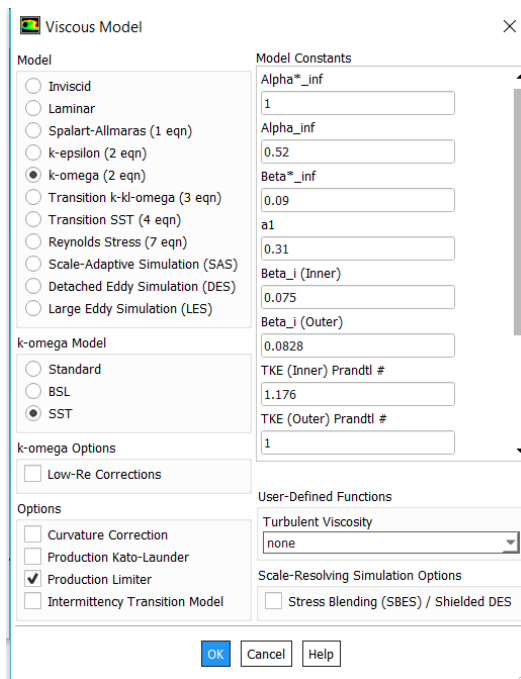 Viscous Model
Model
Inviscid
Laminar
Spalart-Allmaras (1 eqn)
k-epsilon (2 eqn)
k-omega (2 eqn)
Transition k-kl-omega (3 eqn)
Transition SST (4 eqn)
Reynolds Stress (7 eqn)
Scale-Adaptive Simulation (SAS)
Detached Eddy Simulation (DES)
Large Eddy Simulation (LES)
k-omega Model
Standard
BSL
SST
k-omega Options
Low-Re Corrections
Options
Curvature Correction
Production Kato-Launder
Production Limiter
Intermittency Transition Model
Model Constants
Alpha*_inf
1
Alpha_inf
0.52
Beta*_inf
0.09
a1
0.31
Beta_i (Inner)
0.075
Beta_i (Outer)
0.0828
TKE (Inner) Prandtl #
1.176
TKE (Outer) Prandtl #
1
User-Defined Functions
Turbulent Viscosity
none
Scale-Resolving Simulation Options
Stress Blending (SBES) / Shielded DES
OK Cancel Help